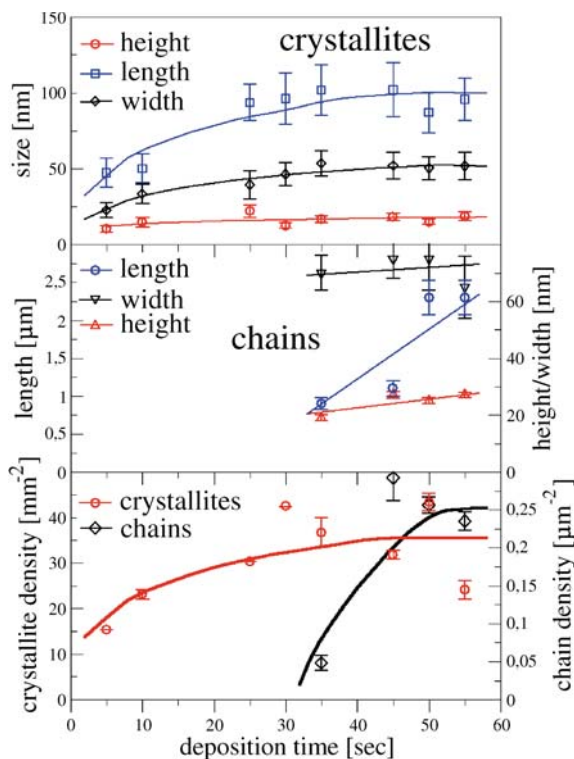 150
100
50
0
size [nm]
height
length
width
crystallites
2.5
2
1.5
1
0.5
0
length [µm]
length
width
height
chains
60
40
20
0
height/width [nm]
40
30
20
10
0
crystallite density [mm-2]
crystallites
chains
0,25
0,2
0,15
0,1
0,05
0
chain density [µm-2]
0 10 20 30 40 50 60
deposition time [sec]